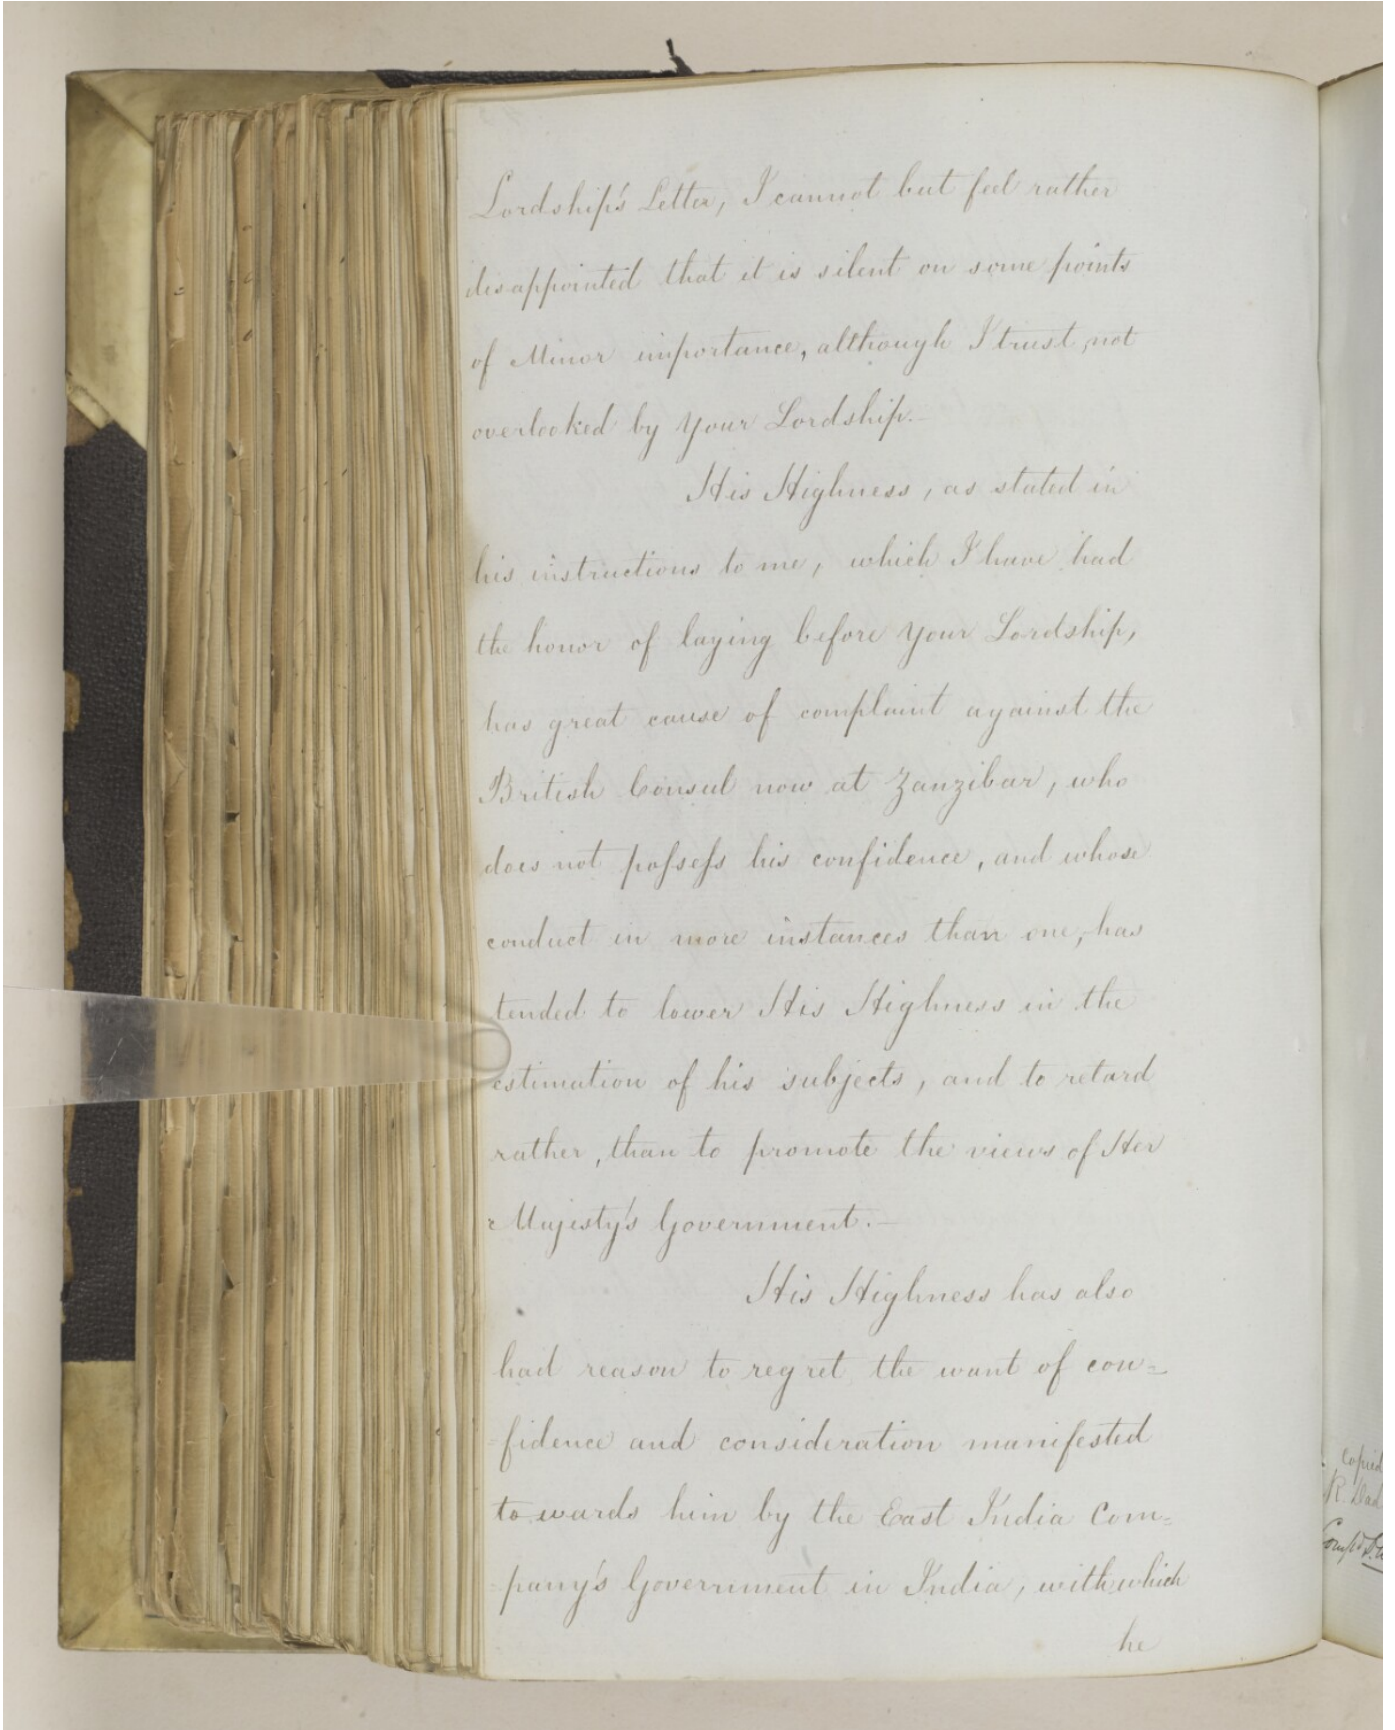 Lordship's Letter, I cannot but feel rather
disappointed that it is silent on some points
of Minor importance, although I trust, not
overlooked by Your Lordship.—
His Highness, as stated in
his instructions to me, which I have had
the honor of laying before Your Lordship,
has great cause of complaint against the
British Consul now at Zanzibar, who
does not possess his confidence, and whose
conduct in more instances than one, has
tended to lower His Highness in the
estimation of his subjects, and to retard
rather, than to promote the views of Her
Majesty's Government.—
His Highness has also
had reason to regret the want of con=
=fidence and consideration manifested
towards him by the East India Com=
=pany's Government in India, with which
he
copied
R.